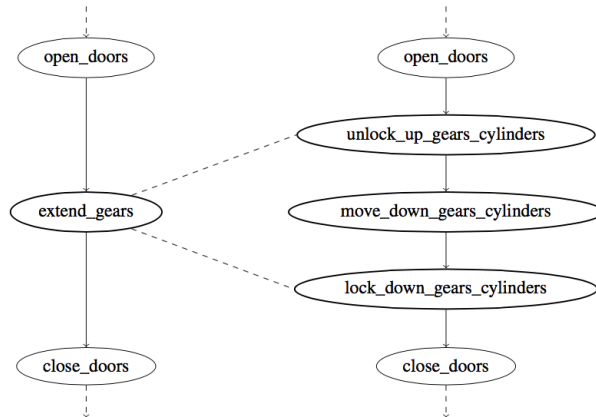 open_doors
open_doors
unlock_up_gears_cylinders
extend_gears
move_down_gears_cylinders
lock_down_gears_cylinders
close_doors
close_doors